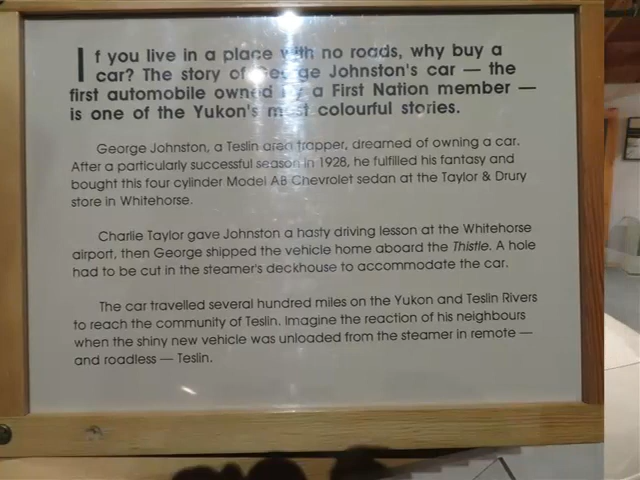 If you live in a place with no roads, why buy a
car? The story of George Johnston's car — the
first automobile owned by a First Nation member —
is one of the Yukon's most colourful stories.
George Johnston, a Teslin area trapper, dreamed of owning a car.
After a particularly successful season in 1928, he fulfilled his fantasy and
bought this four cylinder Model AB Chevrolet sedan at the Taylor & Drury
store in Whitehorse.
Charlie Taylor gave Johnston a hasty driving lesson at the Whitehorse
airport, then George shipped the vehicle home aboard the Thistle. A hole
had to be cut in the steamer's deckhouse to accommodate the car.
The car travelled several hundred miles on the Yukon and Teslin Rivers
to reach the community of Teslin. Imagine the reaction of his neighbours
when the shiny new vehicle was unloaded from the steamer in remote —
and roadless — Teslin.